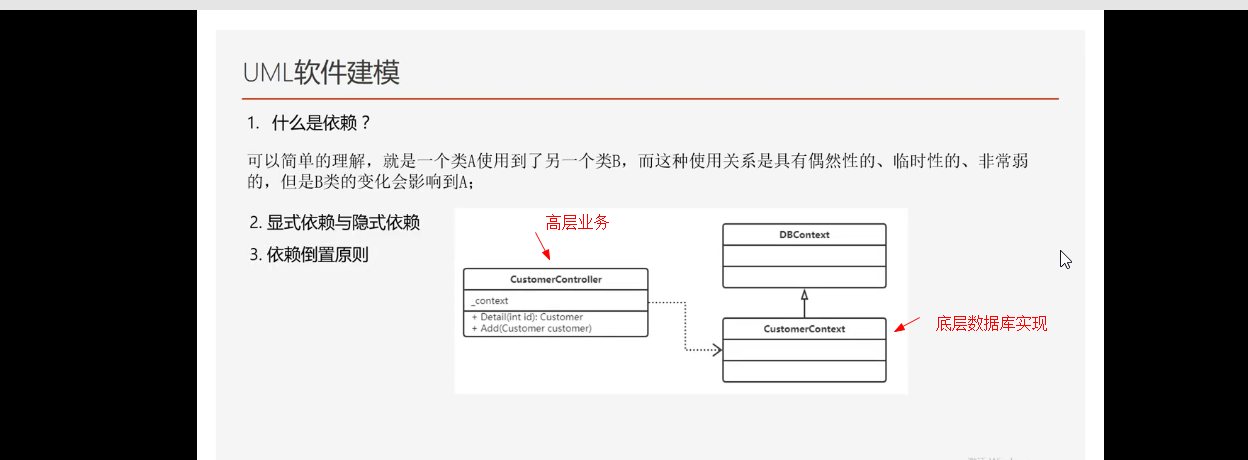 UML软件建模
1. 什么是依赖？
可以简单的理解，就是一个类A使用到了另一个类B，而这种使用关系是具有偶然性的、临时性的、非常弱
的，但是B类的变化会影响到A；
2. 显式依赖与隐式依赖
3. 依赖倒置原则
高层业务
CustomerController
_context
+ Detail(int id): Customer
+ Add(Customer customer)
DBContext
CustomerContext
底层数据库实现